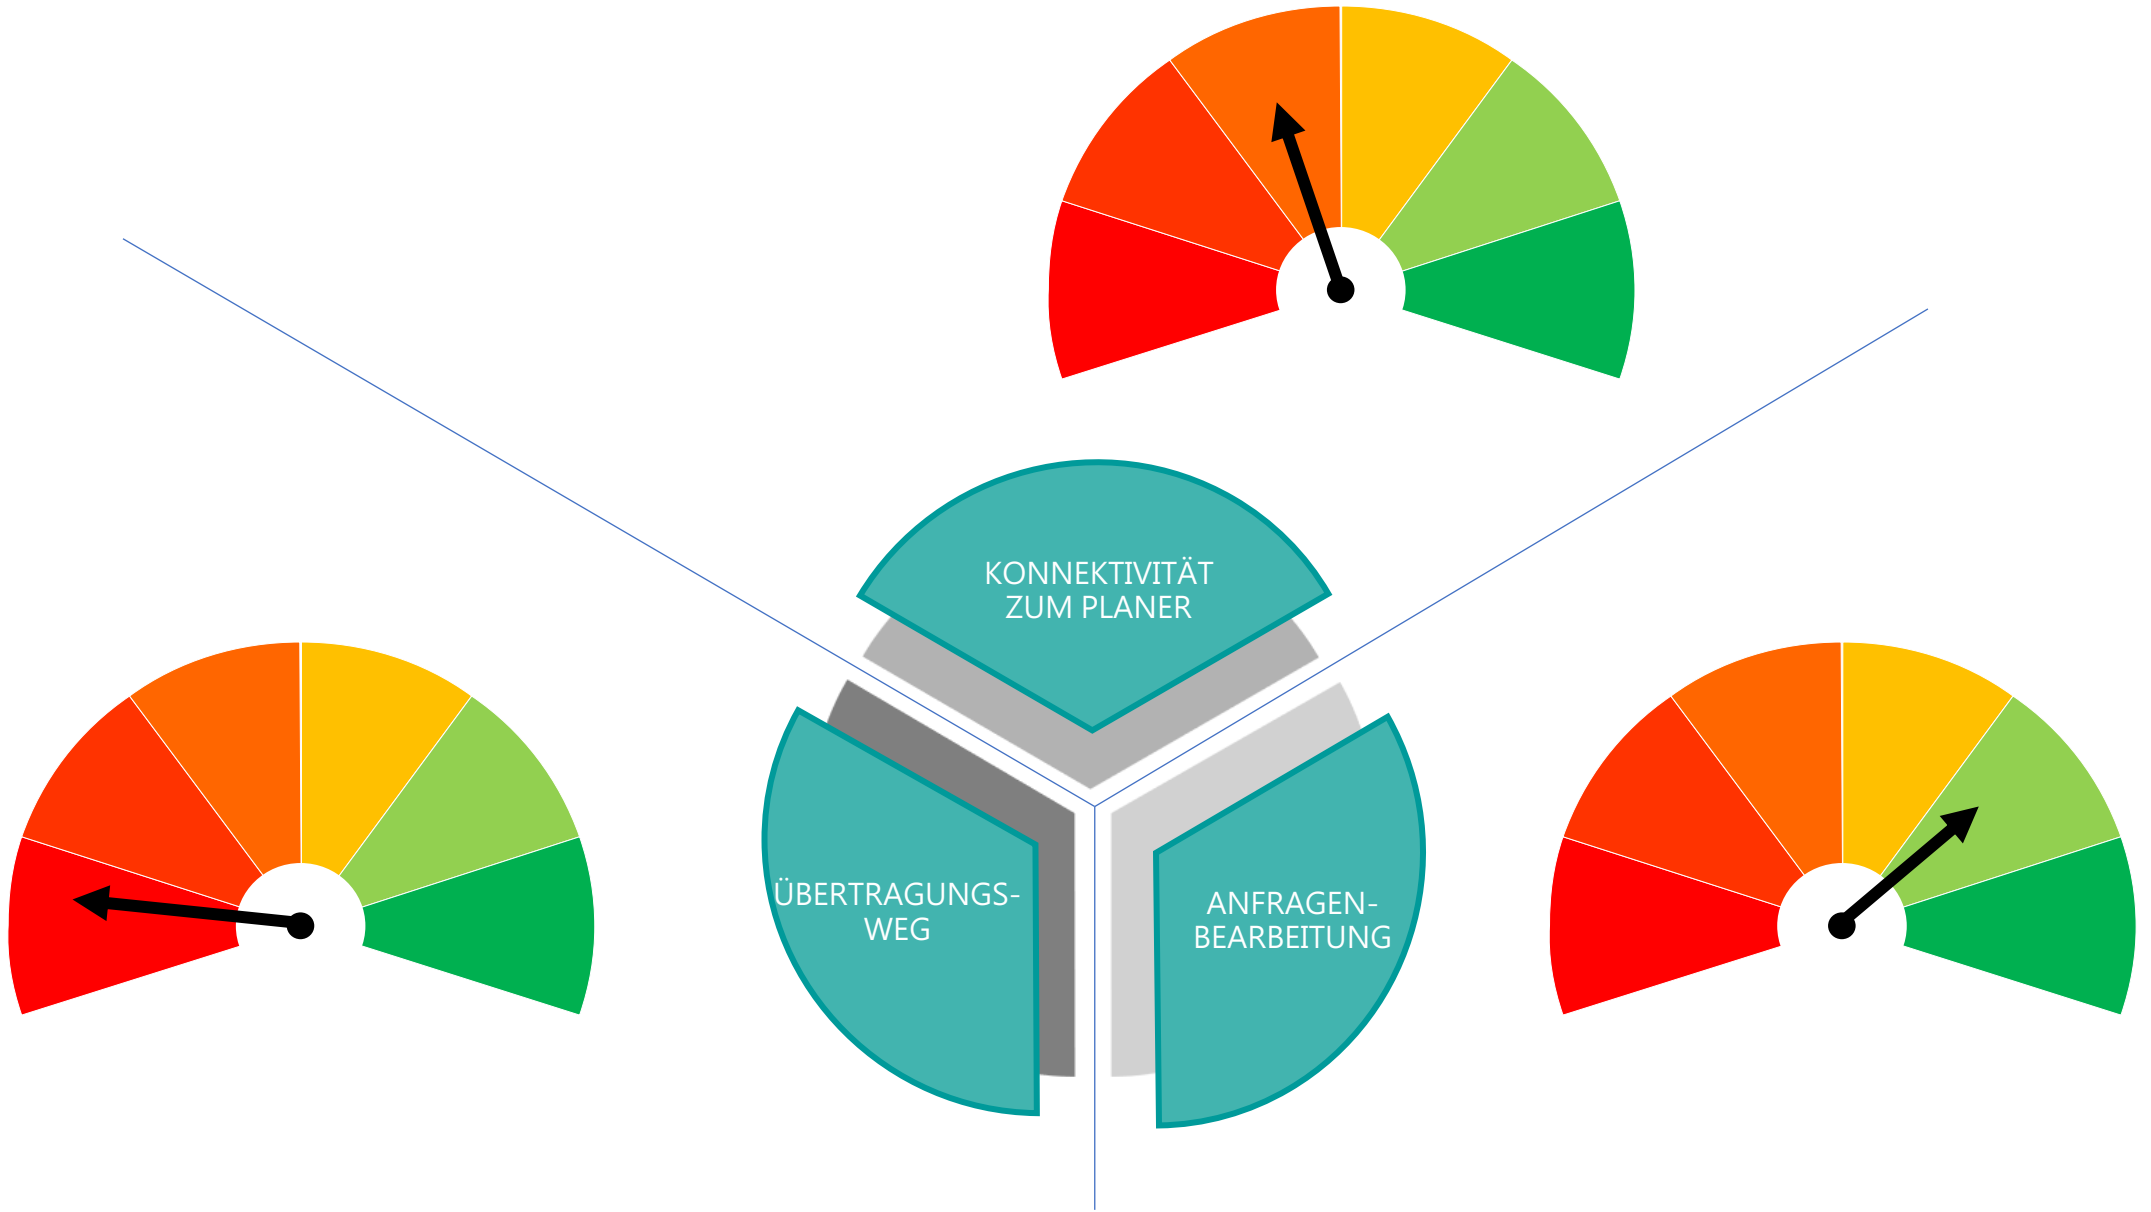 KONNEKTIVITÄT
ZUM PLANER
ÜBERTRAGUNGS-
WEG
ANFRAGEN-
BEARBEITUNG